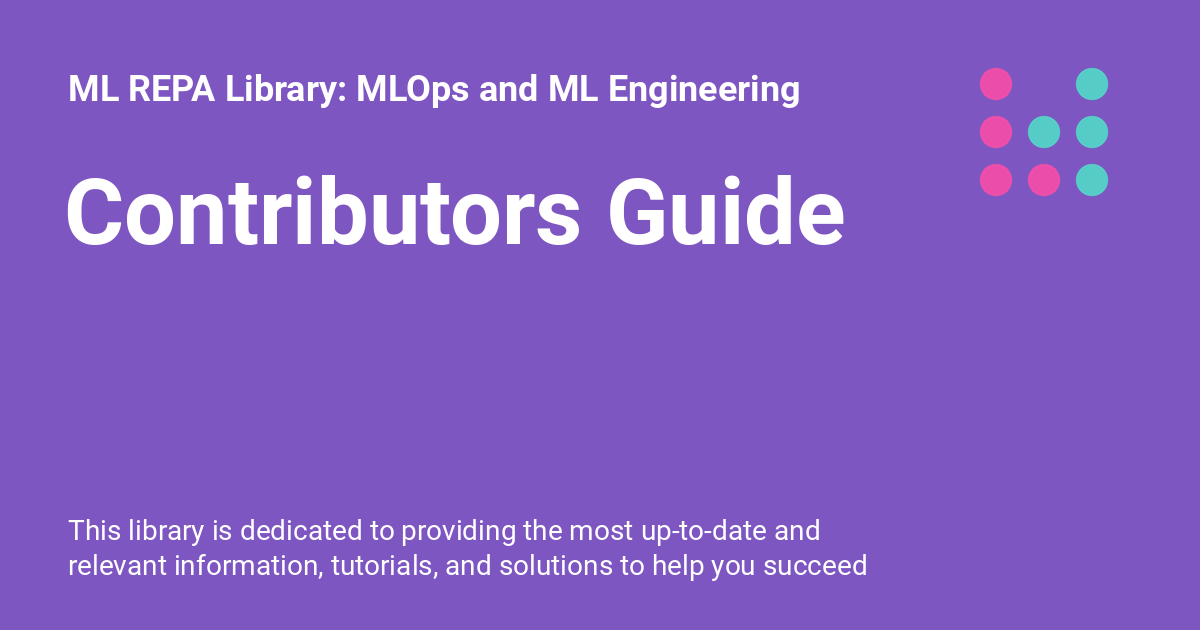 ML REPA Library: MLOps and ML Engineering
Contributors Guide
This library is dedicated to providing the most up-to-date and
relevant information, tutorials, and solutions to help you succeed